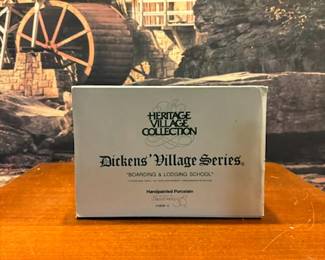 HERITAGE
VILLAGE
COLLECTION
Dickens' Village Series®
"BOARDING & LODGING SCHOOL"
Handpainted Porcelain